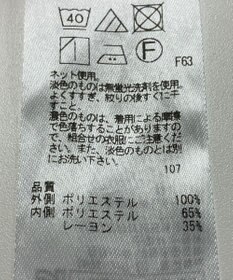 40
F
F63
ネット使用。
淡色のものは無蛍光洗剤を使用。
よくすすぎ、絞りの後すぐに干
すこと。
濃色のものは、着用による摩擦
で色落ちすることがありますの
で、組合せの衣服にご注意くだ
さい。また、淡色のものとは別
にお洗い下さい。
107
品質
外側 ポリエステル 100%
内側 ポリエステル 65%
レーヨン 35%